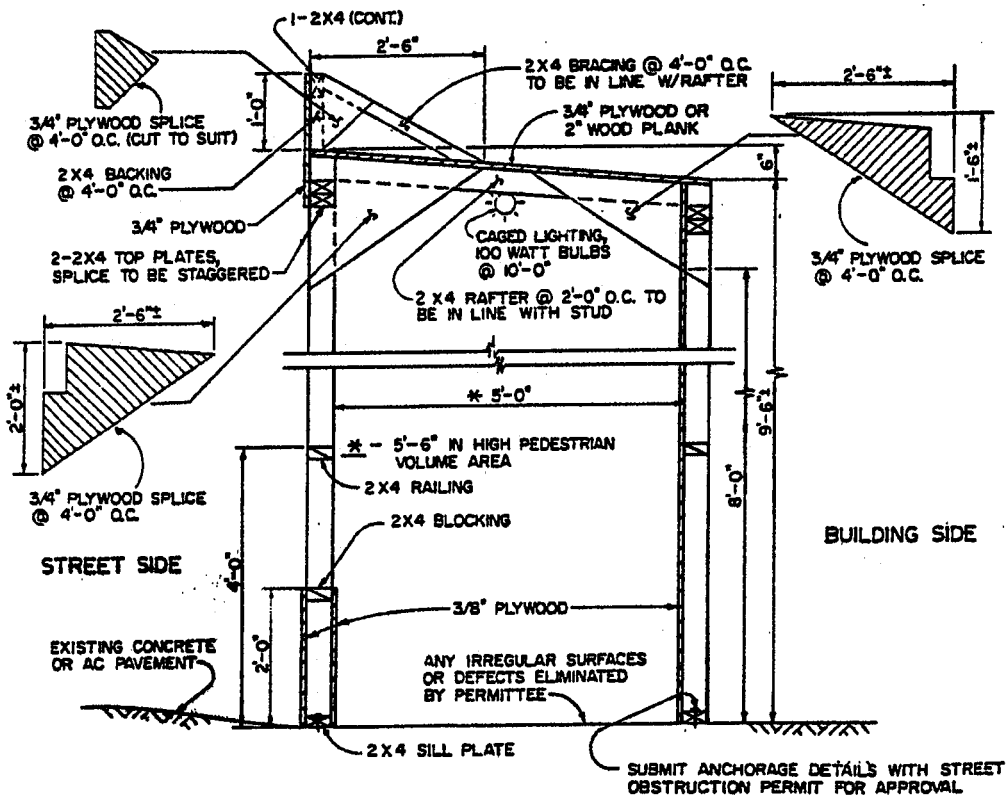 1-2X4 (CONT.)
2'-6"
2X4 BRACING @ 4'-0" O.C.
TO BE IN LINE W/RAFTER
2'-6"±
3/4" PLYWOOD SPLICE
@ 4'-0" O.C. (CUT TO SUIT)
1'-0"
3/4" PLYWOOD OR
2" WOOD PLANK
6"
1'-6"±
2X4 BACKING
@ 4'-0" O.C.
3/4" PLYWOOD
CAGED LIGHTING,
100 WATT BULBS
@ 10'-0"
3/4" PLYWOOD SPLICE
@ 4'-0" O.C.
2-2X4 TOP PLATES,
SPLICE TO BE STAGGERED
2 X4 RAFTER @ 2'-0" O.C. TO
BE IN LINE WITH STUD
2'-6"±
2'-0"±
* 5'-0"
9'-6"±
8'-0"
* - 5'-6" IN HIGH PEDESTRIAN
VOLUME AREA
2X4 RAILING
3/4" PLYWOOD SPLICE
@ 4'-0" O.C.
2X4 BLOCKING
STREET SIDE
BUILDING SIDE
4'-0"
2'-0"
3/8" PLYWOOD
EXISTING CONCRETE
OR AC PAVEMENT
ANY IRREGULAR SURFACES
OR DEFECTS ELIMINATED
BY PERMITTEE
2X4 SILL PLATE
SUBMIT ANCHORAGE DETAILS WITH STREET
OBSTRUCTION PERMIT FOR APPROVAL